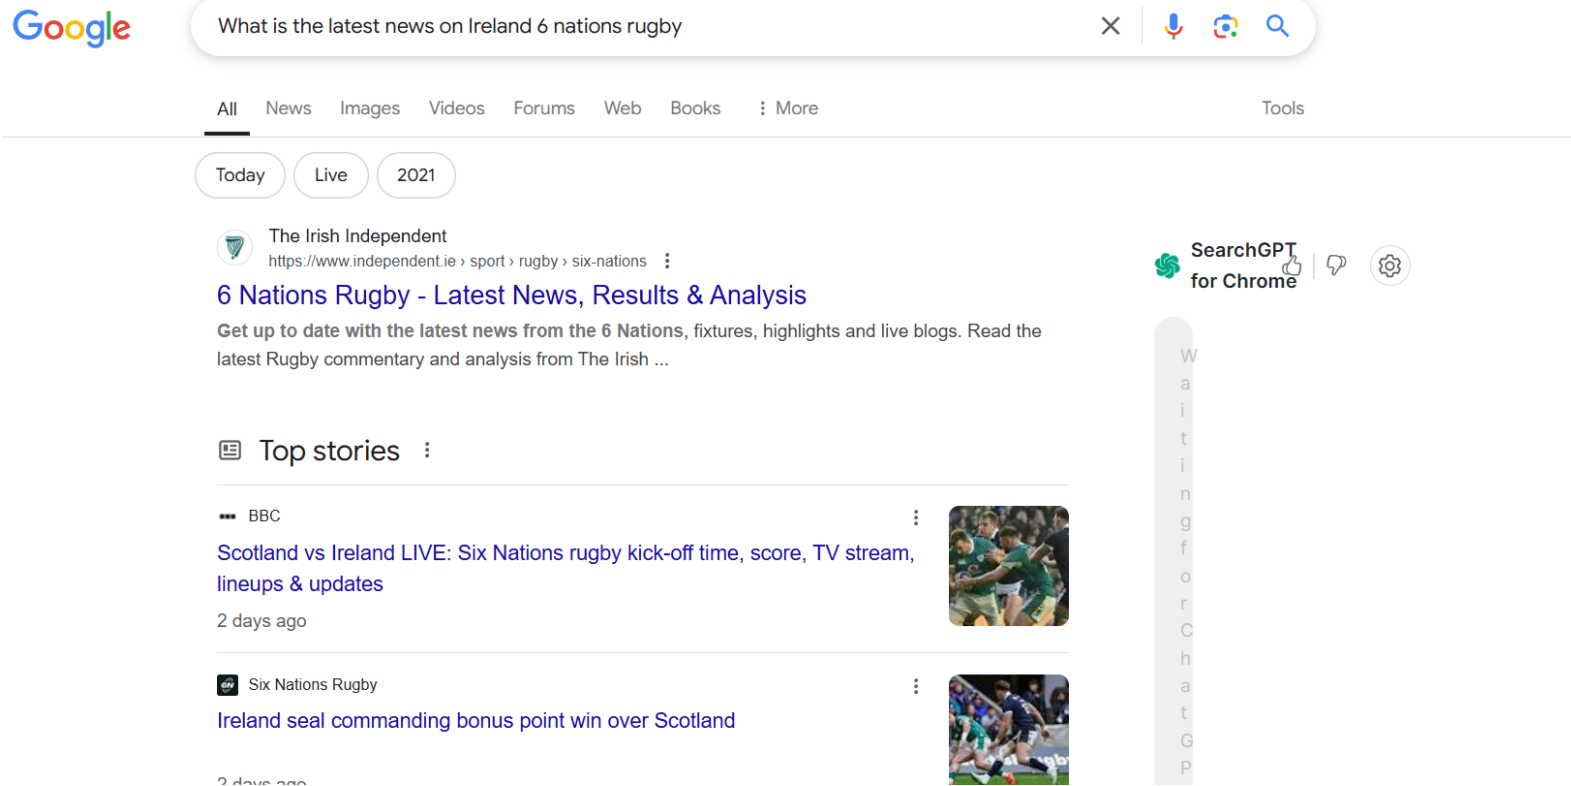 Google
What is the latest news on Ireland 6 nations rugby
All News Images Videos Forums Web Books More Tools
Today Live 2021
The Irish Independent
https://www.independent.ie › sport › rugby › six-nations
6 Nations Rugby - Latest News, Results & Analysis
Get up to date with the latest news from the 6 Nations, fixtures, highlights and live blogs. Read the
latest Rugby commentary and analysis from The Irish ...
Top stories
BBC
Scotland vs Ireland LIVE: Six Nations rugby kick-off time, score, TV stream,
lineups & updates
2 days ago
Six Nations Rugby
Ireland seal commanding bonus point win over Scotland
2 days ago
SearchGPT
for Chrome
W
a
i
t
i
n
g
f
o
r
C
h
a
t
G
P